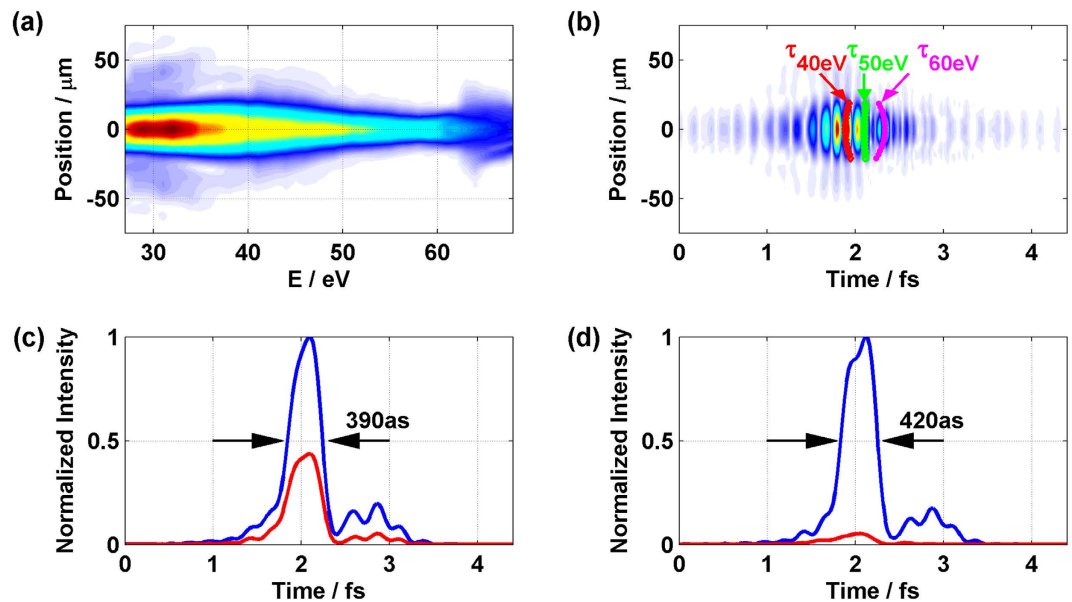 (a)
(b)
50
0
-50
Position / μm
30 40 50 60
E / eV
τ40eV τ50eV τ60eV
50
0
-50
Position / μm
0 1 2 3 4
Time / fs
(c)
(d)
1
0.5
0
Normalized Intensity
390as
0 1 2 3 4
Time / fs
1
0.5
0
Normalized Intensity
420as
0 1 2 3 4
Time / fs